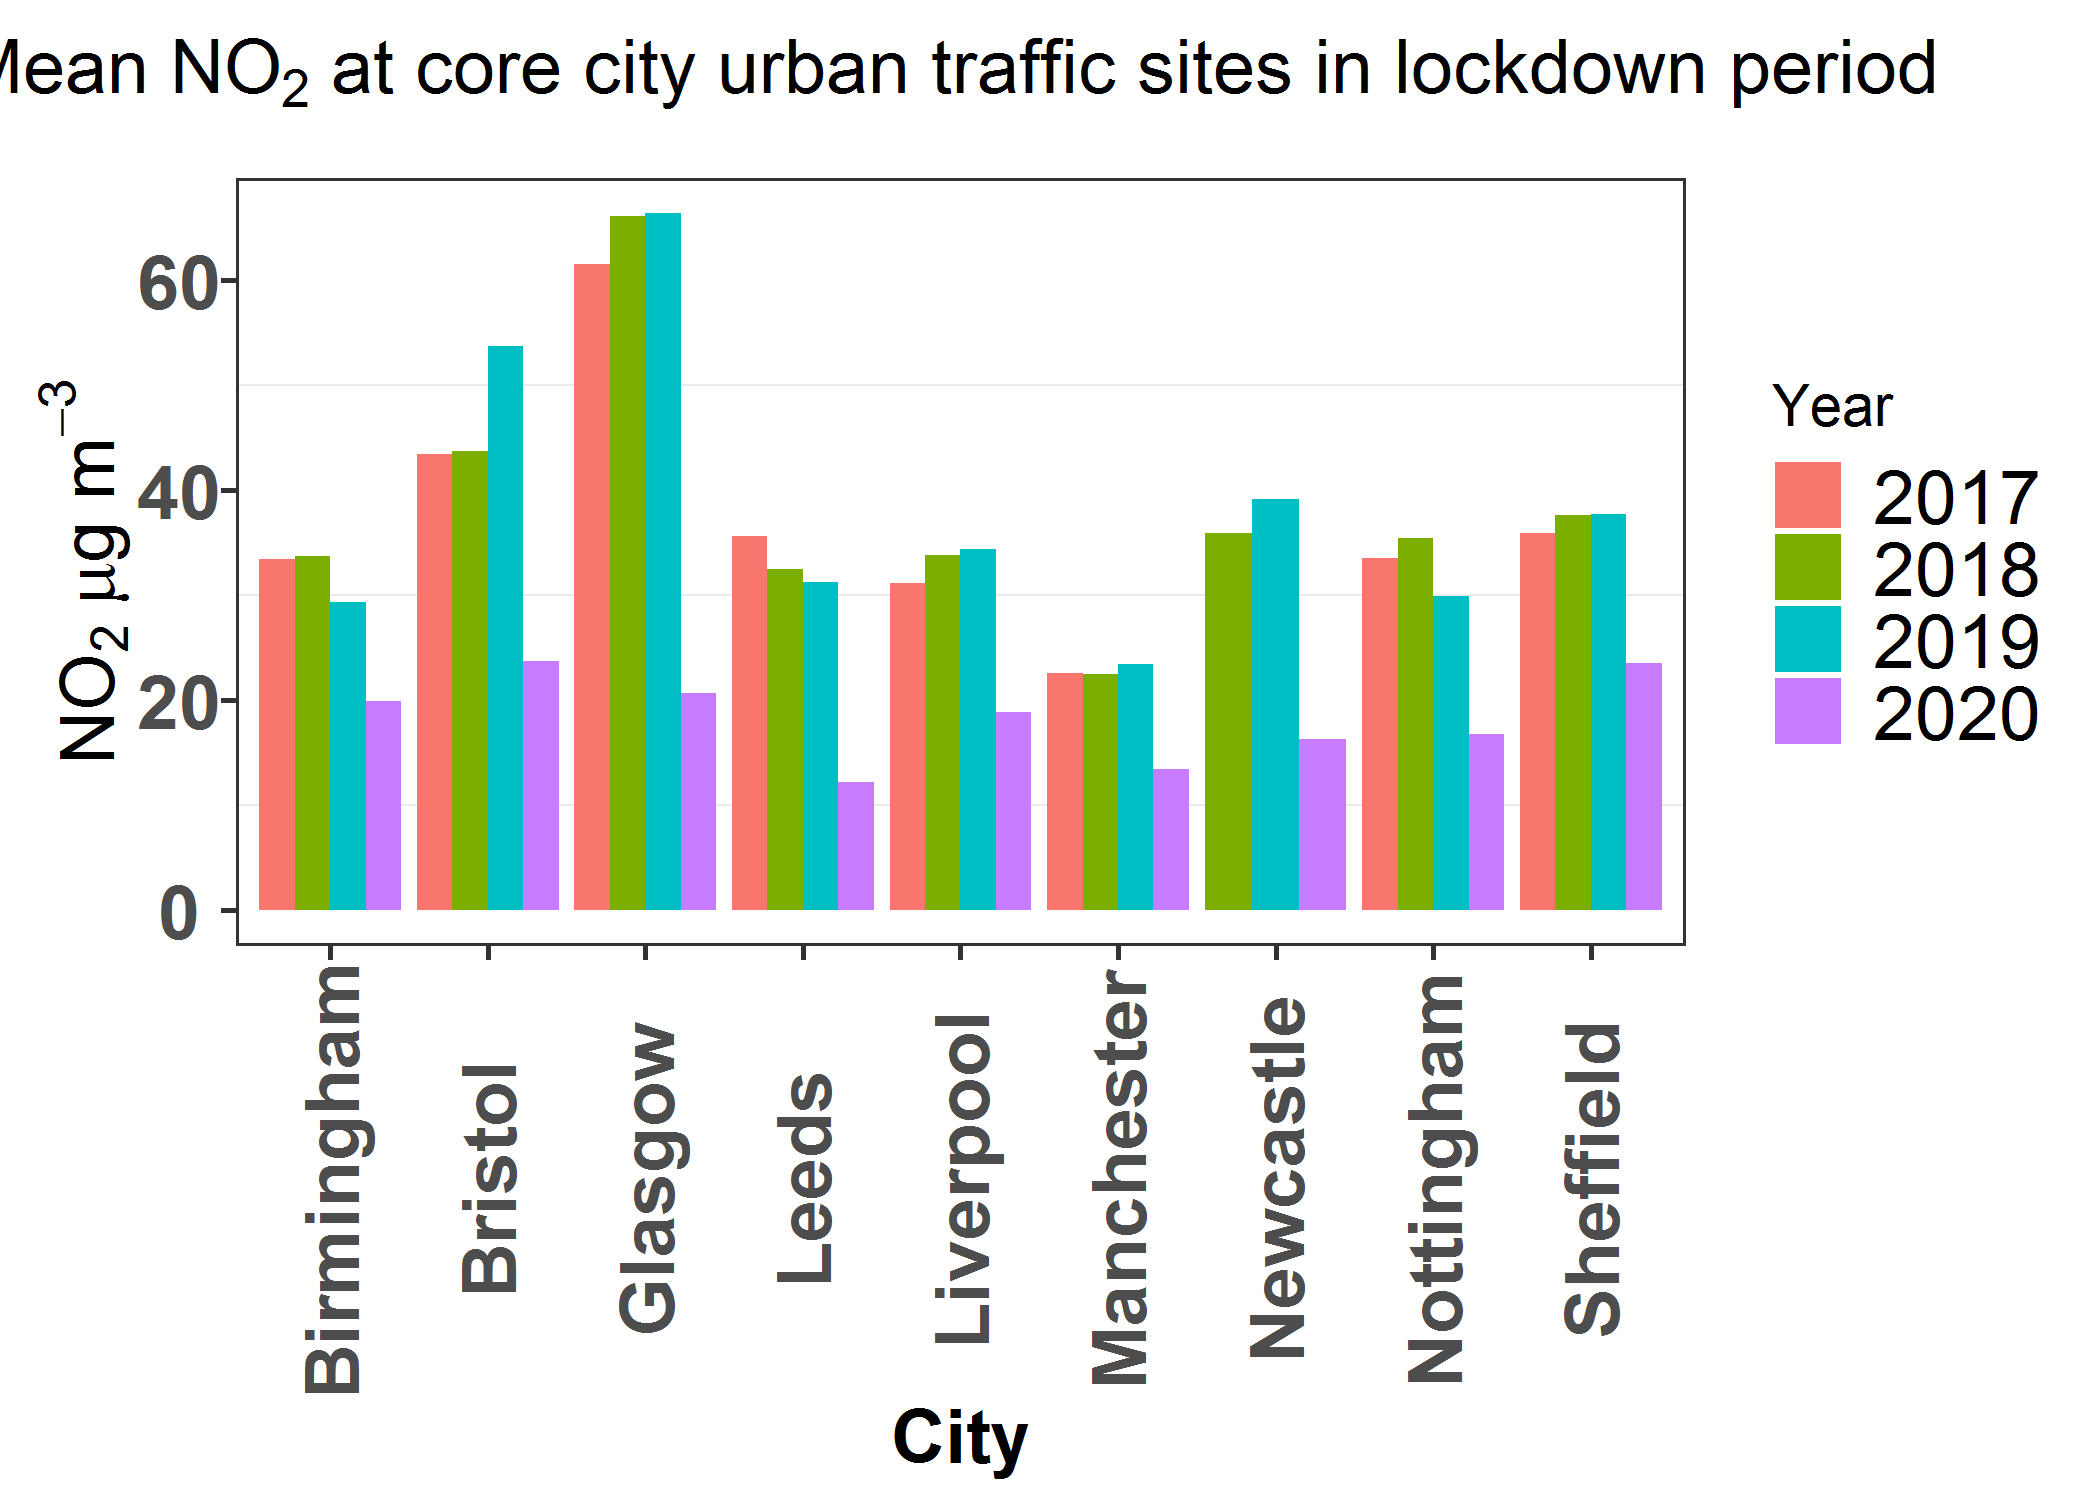 Mean NO₂ at core city urban traffic sites in lockdown period
NO₂ µg m⁻³
60
40
20
0
Birmingham
Bristol
Glasgow
Leeds
Liverpool
Manchester
Newcastle
Nottingham
Sheffield
City
Year
2017
2018
2019
2020